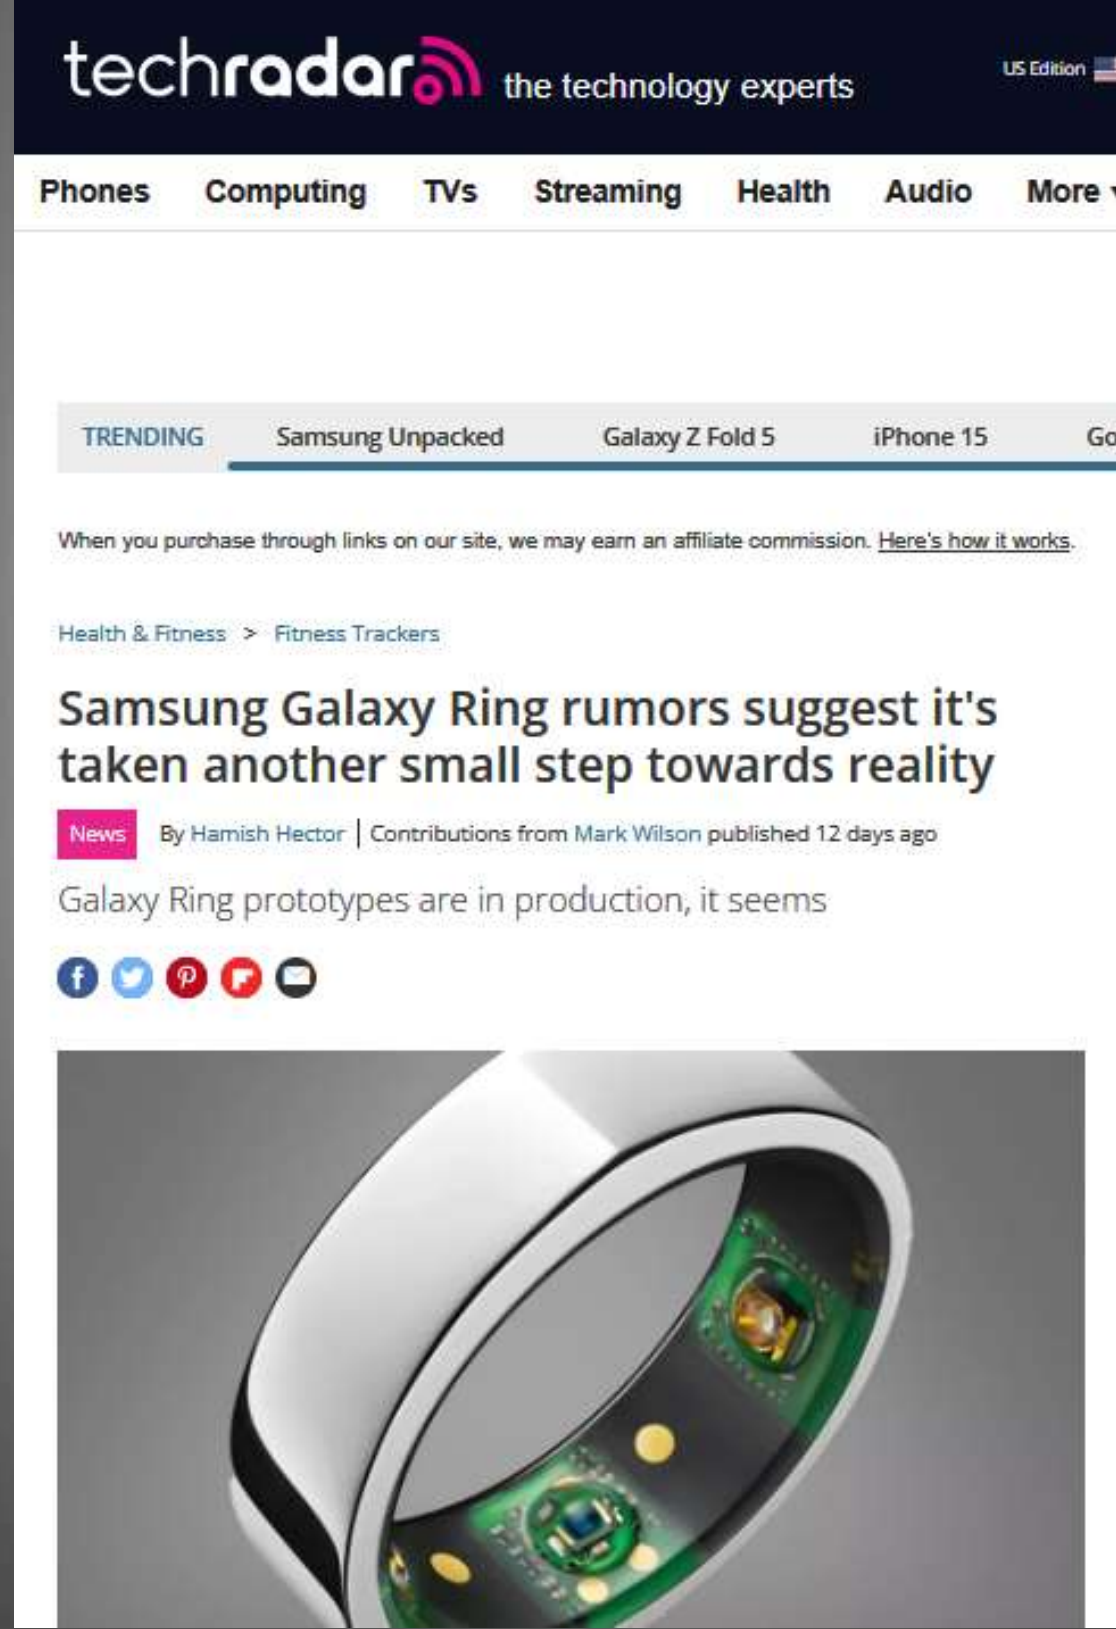 techradar the technology experts
US Edition
Phones Computing TVs Streaming Health Audio More
TRENDING Samsung Unpacked Galaxy Z Fold 5 iPhone 15 Go
When you purchase through links on our site, we may earn an affiliate commission. Here's how it works.
Health & Fitness > Fitness Trackers
Samsung Galaxy Ring rumors suggest it's
taken another small step towards reality
News By Hamish Hector | Contributions from Mark Wilson published 12 days ago
Galaxy Ring prototypes are in production, it seems